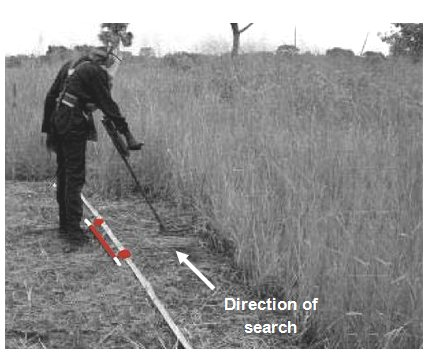 Direction of
search